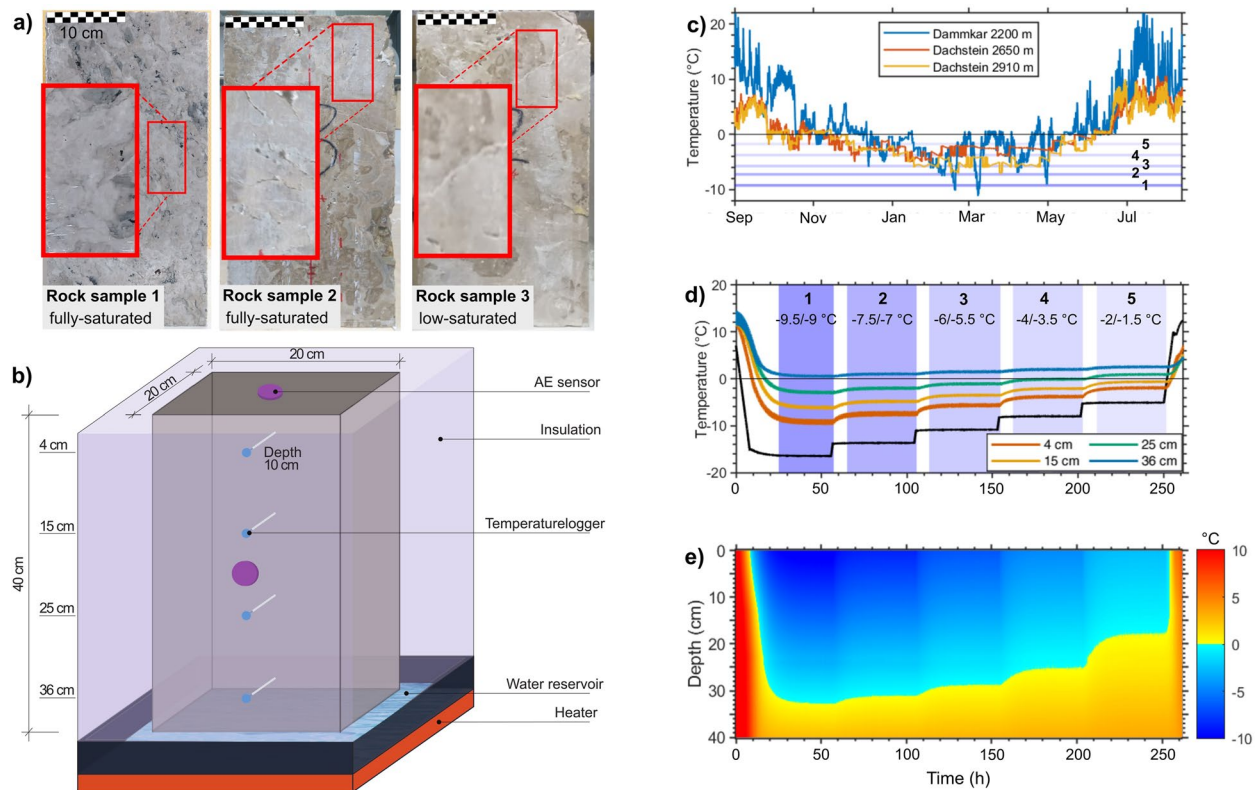 a)
10 cm
Rock sample 1
fully-saturated
Rock sample 2
fully-saturated
Rock sample 3
low-saturated
b)
20 cm
20 cm
40 cm
4 cm
15 cm
25 cm
36 cm
Depth
10 cm
AE sensor
Insulation
Temperaturelogger
Water reservoir
Heater
c)
Temperature (°C)
20
10
0
-10
Dammkar 2200 m
Dachstein 2650 m
Dachstein 2910 m
5
4
3
2
1
Sep Nov Jan Mar May Jul
d)
Temperature (°C)
20
10
0
-10
-20
1 2 3 4 5
-9.5/-9 °C -7.5/-7 °C -6/-5.5 °C -4/-3.5 °C -2/-1.5 °C
4 cm 25 cm
15 cm 36 cm
0 50 100 150 200 250
e)
Depth (cm)
0
10
20
30
40
0 50 100 150 200 250
Time (h)
°C
10
5
0
-5
-10